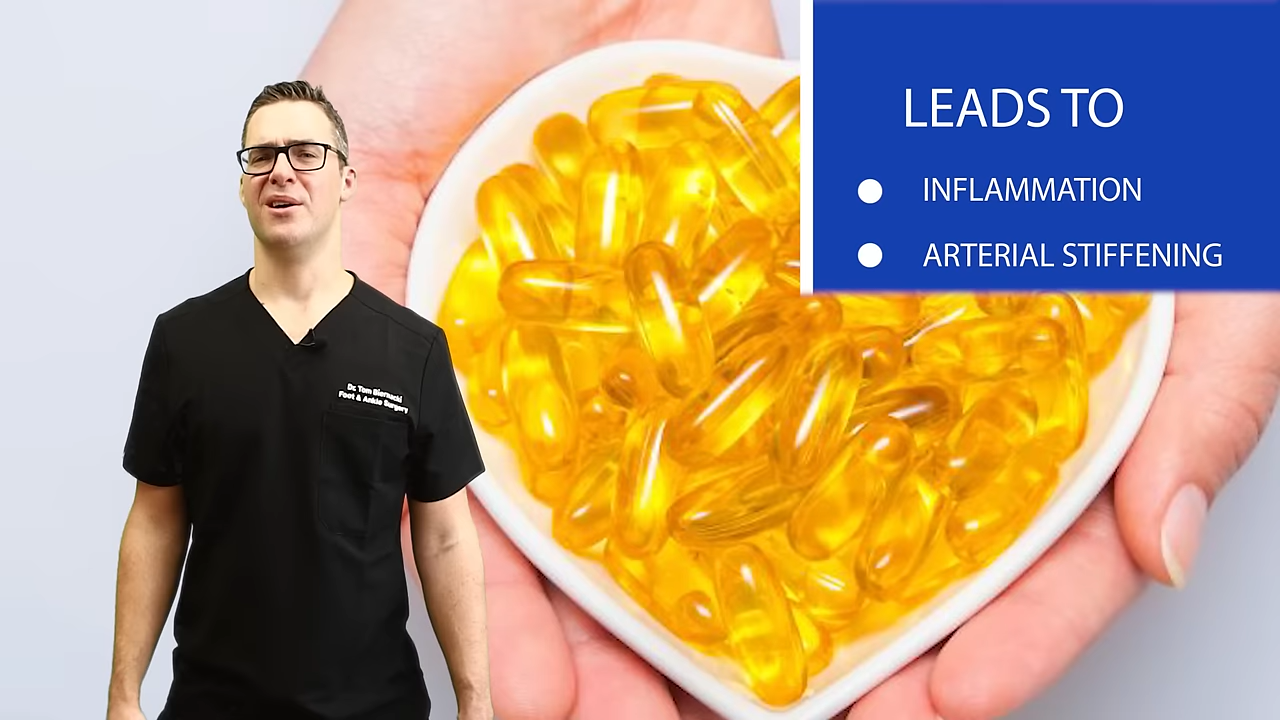 LEADS TO
INFLAMMATION
ARTERIAL STIFFENING
Dr. Tom Biernacki
Foot & Ankle Surgery